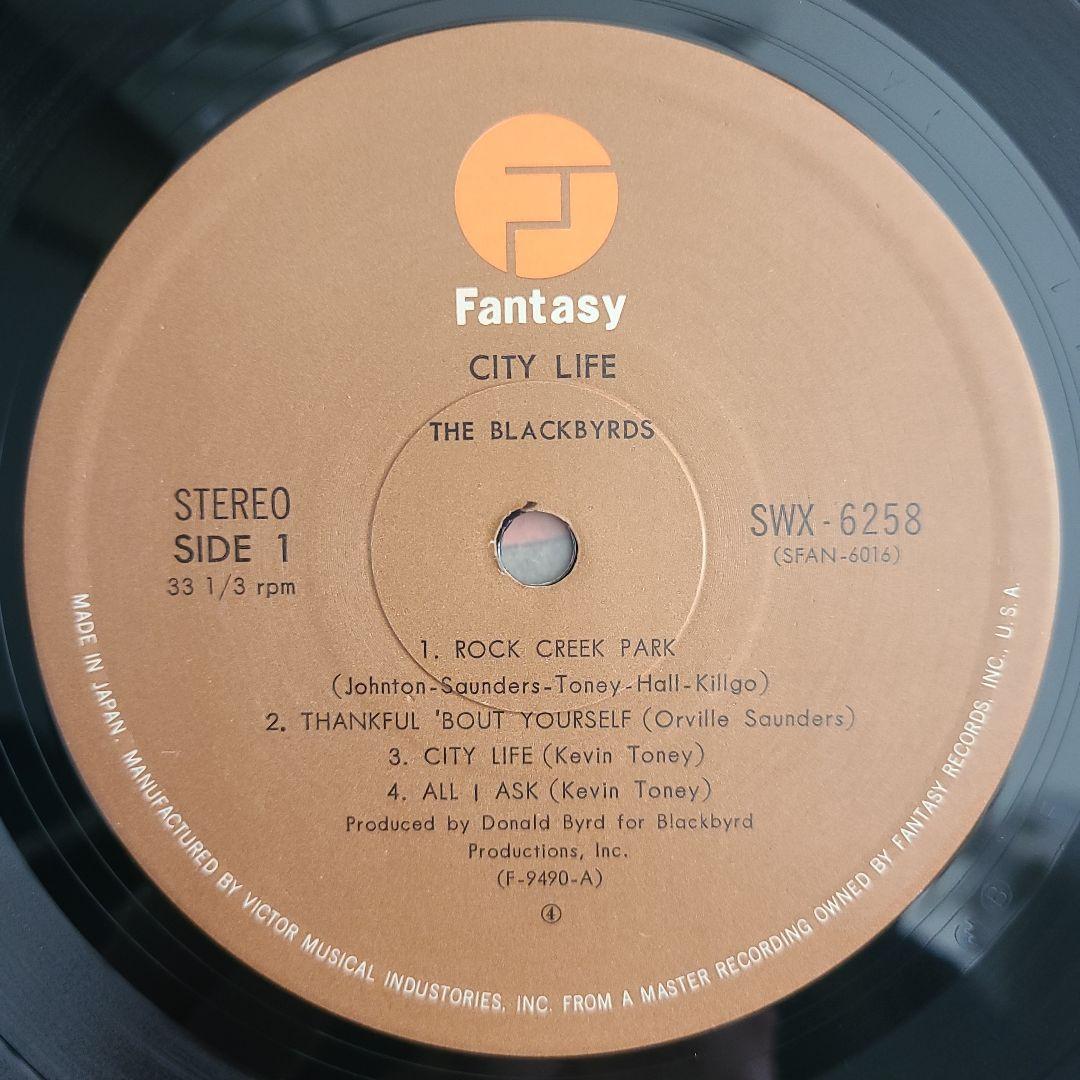 Fantasy
CITY LIFE
THE BLACKBYRDS
STEREO
SIDE 1
33 1/3 rpm
SWX-6258
(SFAN-6016)
1. ROCK CREEK PARK
(Johnton-Saunders-Toney-Hall-Killgo)
2. THANKFUL 'BOUT YOURSELF (Orville Saunders)
3. CITY LIFE (Kevin Toney)
4. ALL I ASK (Kevin Toney)
Produced by Donald Byrd for Blackbyrd
Productions, Inc.
(F-9490-A)
④
MADE IN JAPAN. MANUFACTURED BY VICTOR MUSICAL INDUSTORIES, INC. FROM A MASTER RECORDING OWNED BY FANTASY RECORDS, INC., U.S.A.